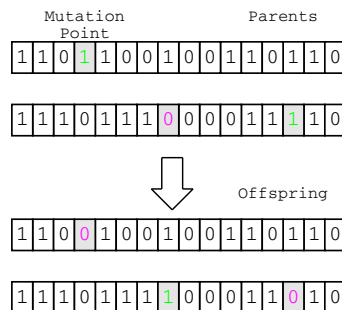 Mutation Point Parents
1 1 0 1 1 0 0 1 0 0 1 1 0 1 1 0
1 1 1 0 1 1 1 0 0 0 0 1 1 1 1 0
Offspring
1 1 0 0 1 0 0 1 0 0 1 1 0 1 1 0
1 1 1 0 1 1 1 1 0 0 0 1 1 0 1 0